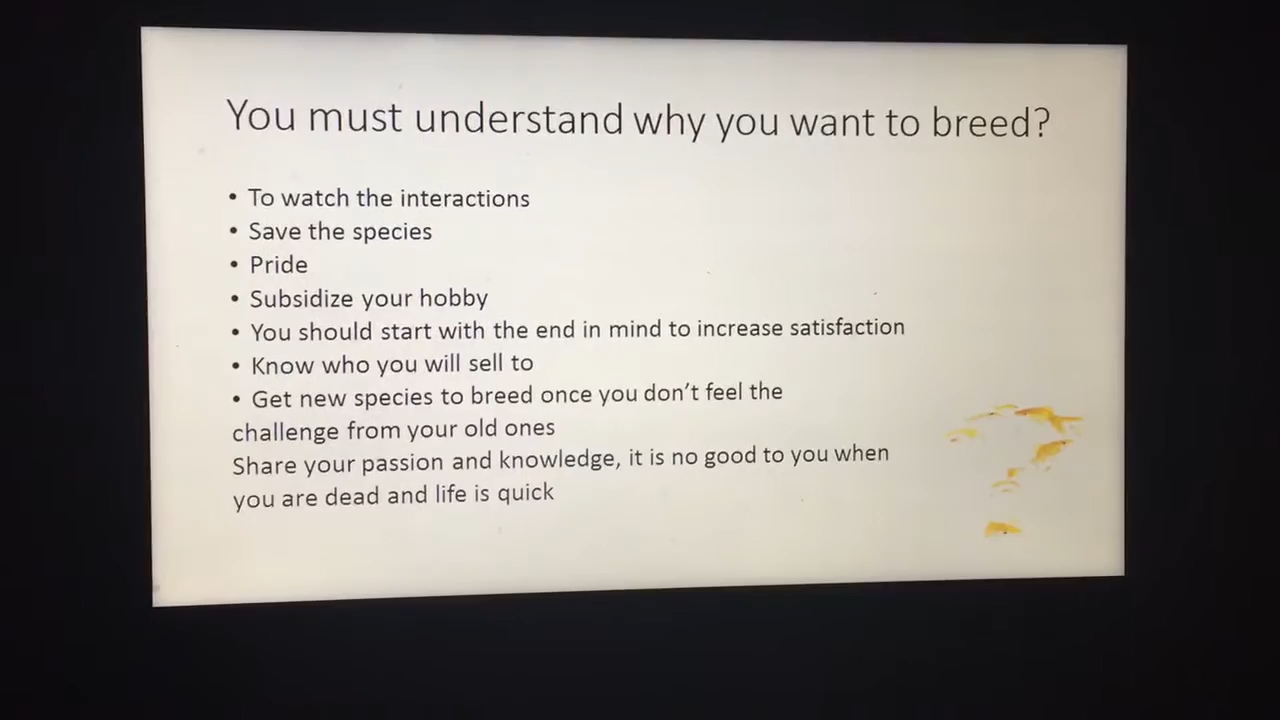 You must understand why you want to breed?
• To watch the interactions
• Save the species
• Pride
• Subsidize your hobby
• You should start with the end in mind to increase satisfaction
• Know who you will sell to
• Get new species to breed once you don’t feel the
challenge from your old ones
Share your passion and knowledge, it is no good to you when
you are dead and life is quick